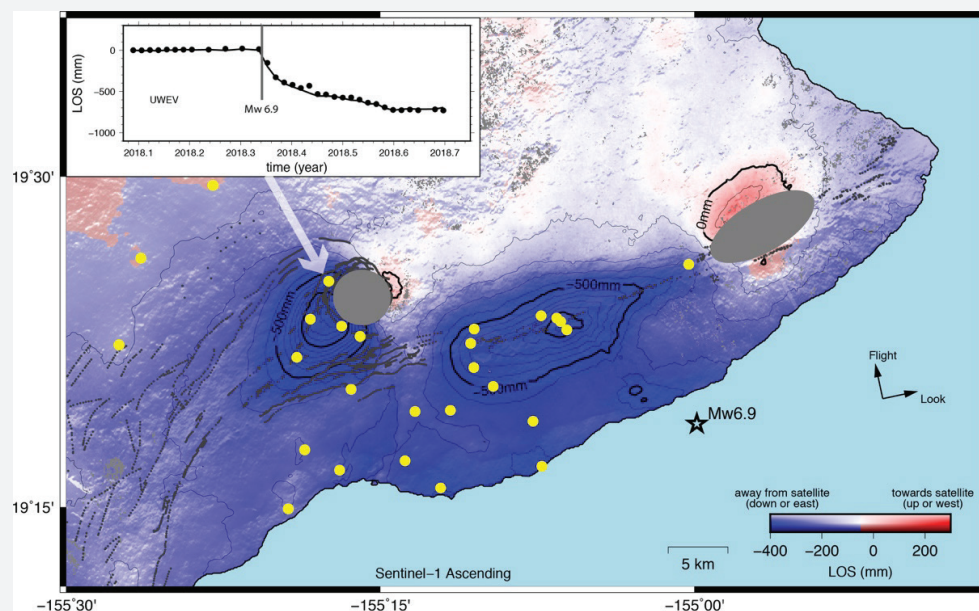 0
−500
−1000
LOS (mm)
UWEV
Mw 6.9
2018.1 2018.2 2018.3 2018.4 2018.5 2018.6 2018.7
time (year)
19˚30'
0mm
−500mm
−500mm
−500mm
Flight
Look
Mw6.9
19˚15'
away from satellite
(down or east)
towards satellite
(up or west)
−400 −200 0 200
LOS (mm)
5 km
Sentinel−1 Ascending
−155˚30' −155˚15' −155˚00'